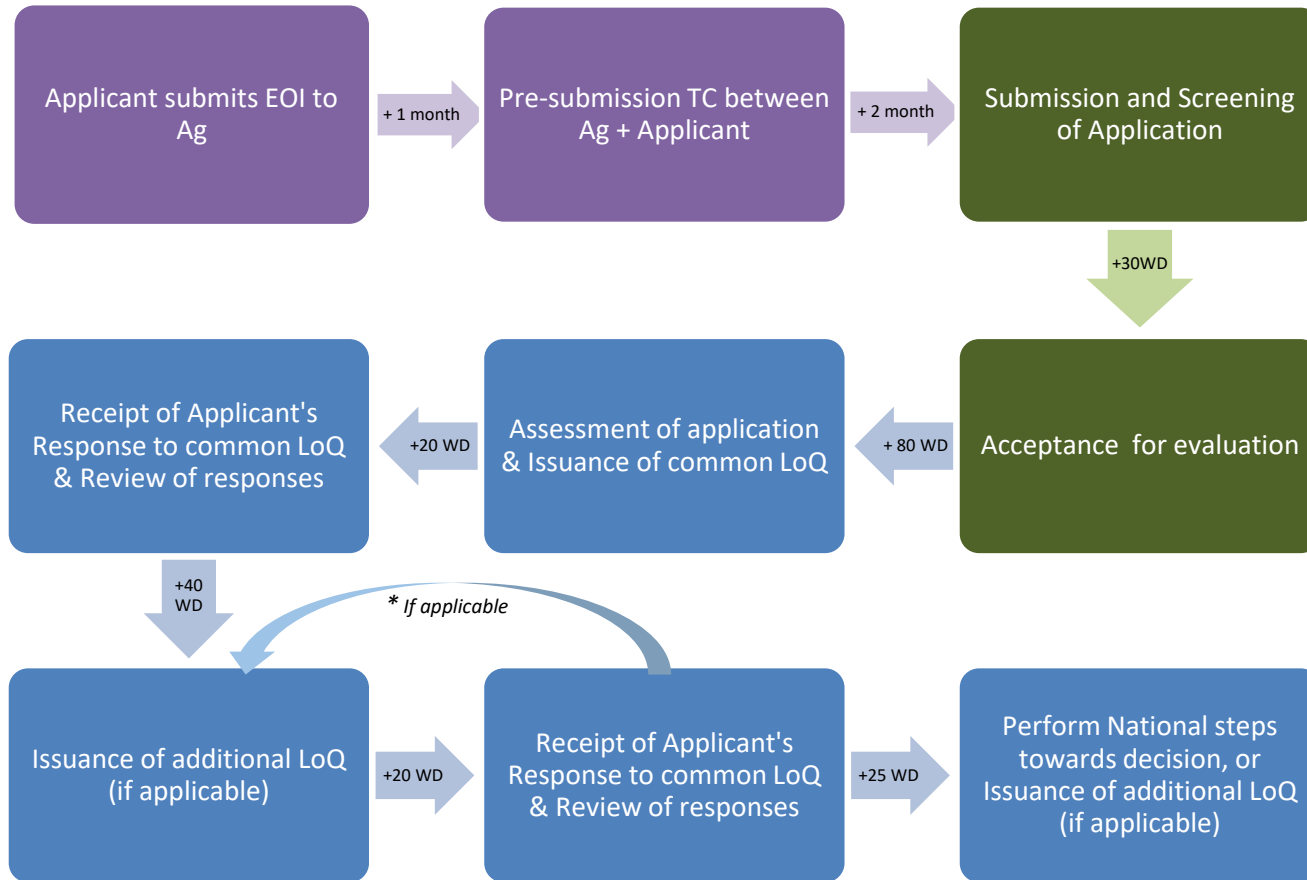 Applicant submits EOI to
Ag
+ 1 month
Pre-submission TC between
Ag + Applicant
+ 2 month
Submission and Screening
of Application
+30WD
Acceptance  for evaluation
+ 80 WD
Assessment of application
& Issuance of common LoQ
+20 WD
Receipt of Applicant's
Response to common LoQ
& Review of responses
+40
WD
* If applicable
Issuance of additional LoQ
(if applicable)
+20 WD
Receipt of Applicant's
Response to common LoQ
& Review of responses
+25 WD
Perform National steps
towards decision, or
Issuance of additional LoQ
(if applicable)